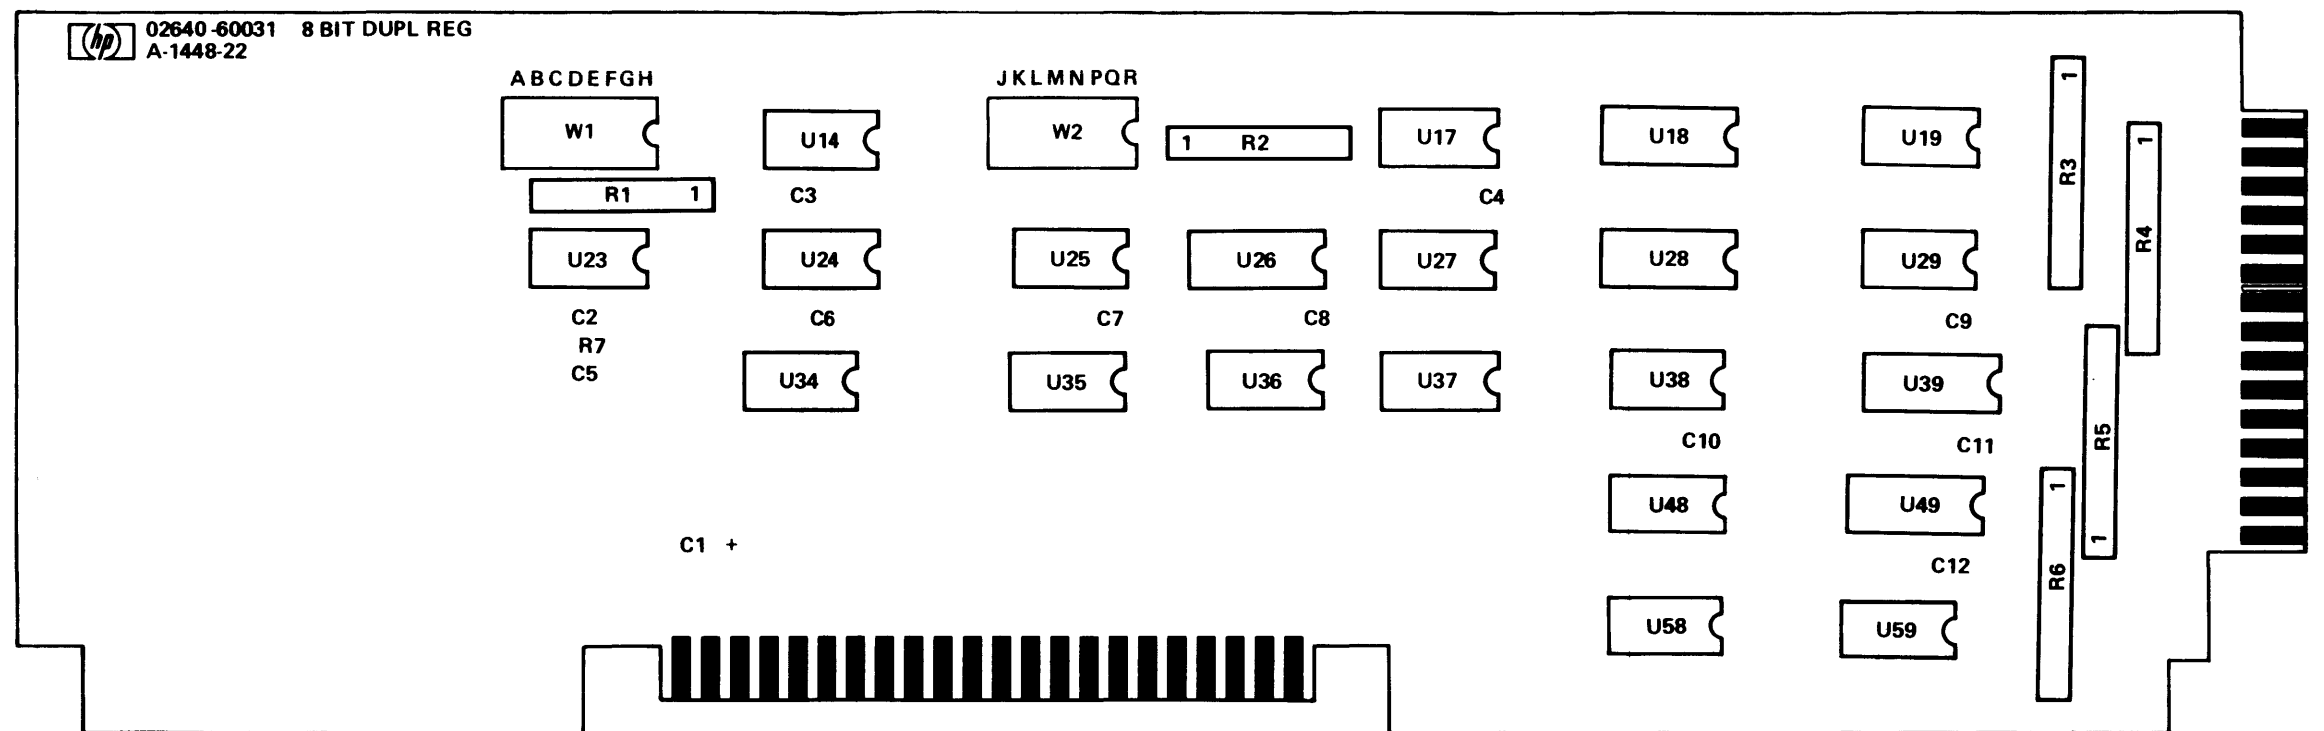 hp
02640-60031 8 BIT DUPL REG
A-1448-22
ABCDEFGH
JKLMNPQR
W1
U14
W2
1 R2
U17
U18
U19
1
R3
1
R4
R1 1
C3
C4
U23
U24
U25
U26
U27
U28
U29
C2
C6
C7
C8
C9
R7
C5
U34
U35
U36
U37
U38
U39
C10
C11
R5
1
U48
U49
1
R6
C1 +
C12
U58
U59